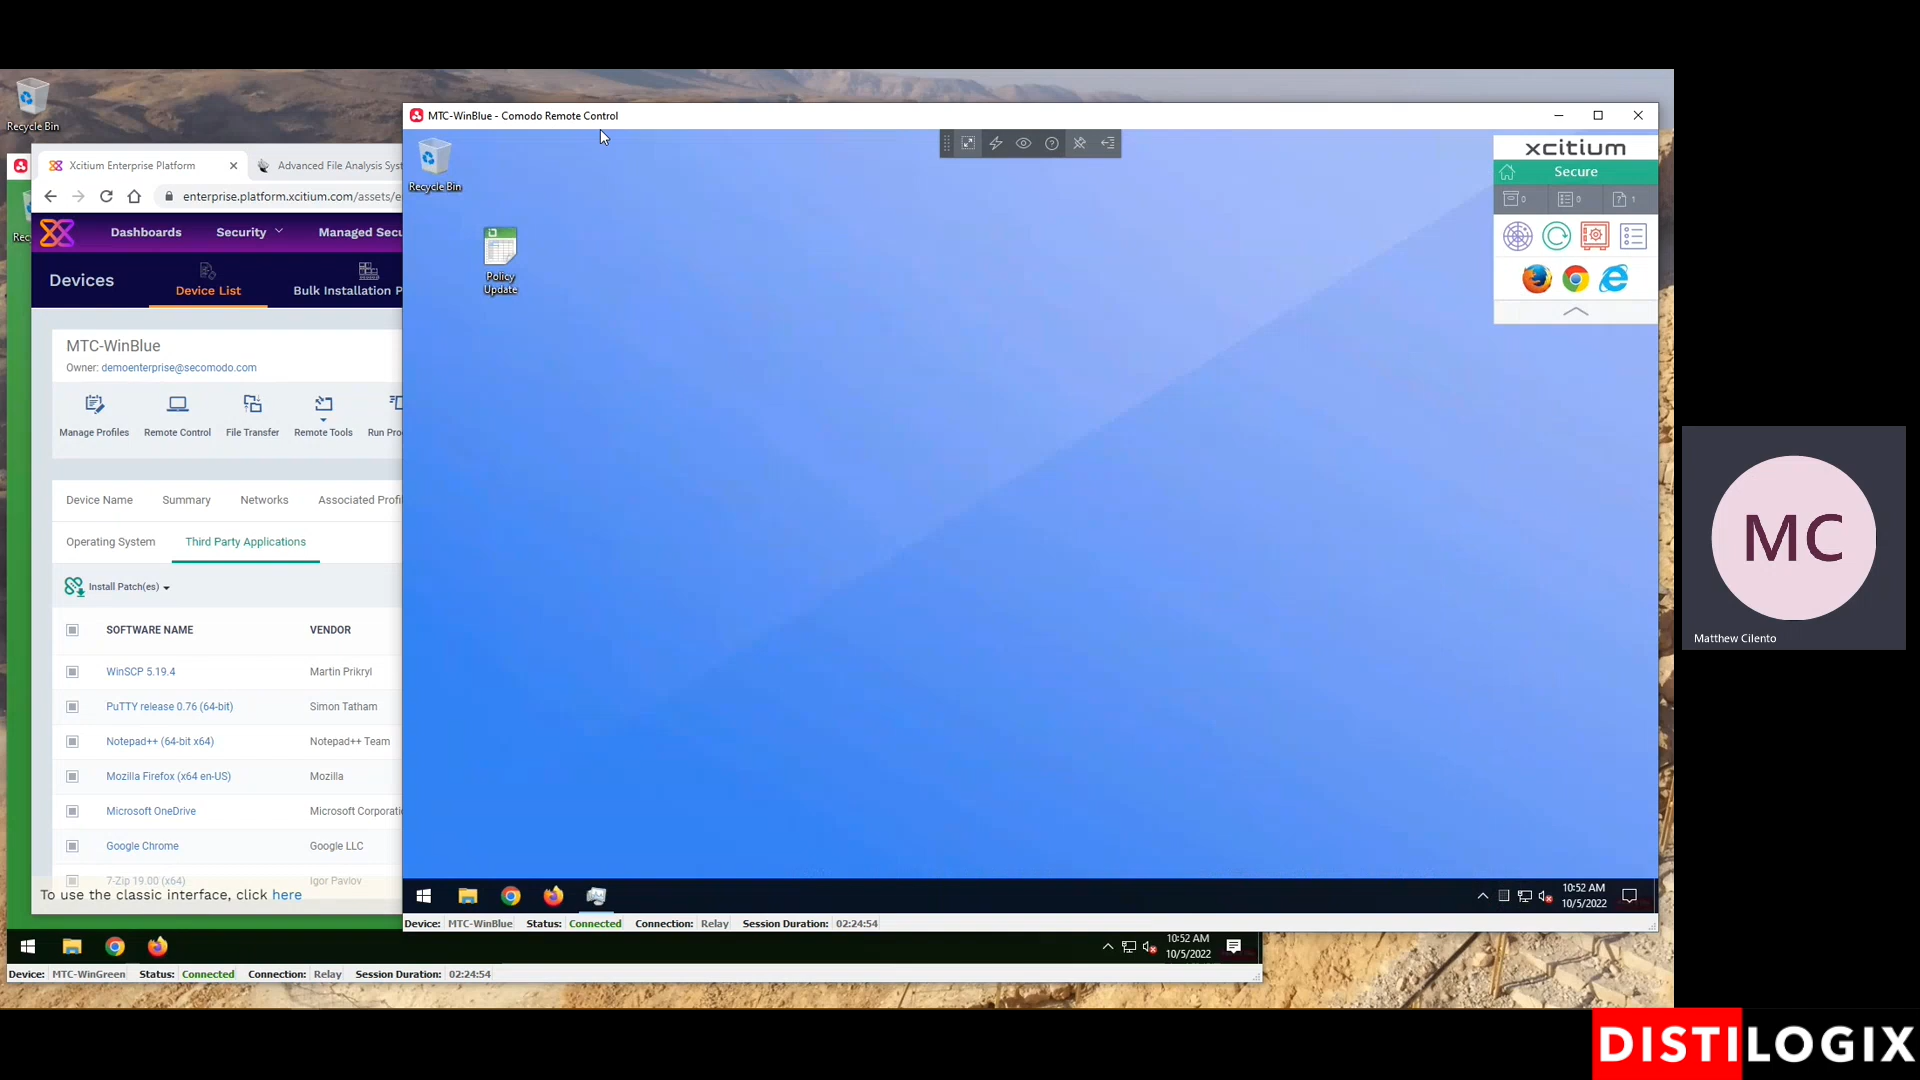 Recycle Bin
MTC-WinBlue - Comodo Remote Control
Xcitium Enterprise Platform
Advanced File Analysis Syst
enterprise.platform.xcitium.com/assets/e
Dashboards
Security
Managed Secu
Devices
Device List
Bulk Installation P
MTC-WinBlue
Owner: demoenterprise@secomodo.com
Manage Profiles
Remote Control
File Transfer
Remote Tools
Run Proc
Device Name
Summary
Networks
Associated Profil
Operating System
Third Party Applications
Install Patch(es)
SOFTWARE NAME
VENDOR
WinSCP 5.19.4
Martin Prikryl
PuTTY release 0.76 (64-bit)
Simon Tatham
Notepad++ (64-bit x64)
Notepad++ Team
Mozilla Firefox (x64 en-US)
Mozilla
Microsoft OneDrive
Microsoft Corporati
Google Chrome
Google LLC
7-Zip 19.00 (x64)
Igor Pavlov
To use the classic interface, click here
Rec
Recycle Bin
Policy
Update
xcitium
Secure
0
0
1
10:52 AM
10/5/2022
Device: MTC-WinBlue Status: Connected Connection: Relay Session Duration: 02:24:54
10:52 AM
10/5/2022
Device: MTC-WinGreen Status: Connected Connection: Relay Session Duration: 02:24:54
MC
Matthew Cilento
DISTILOGIX